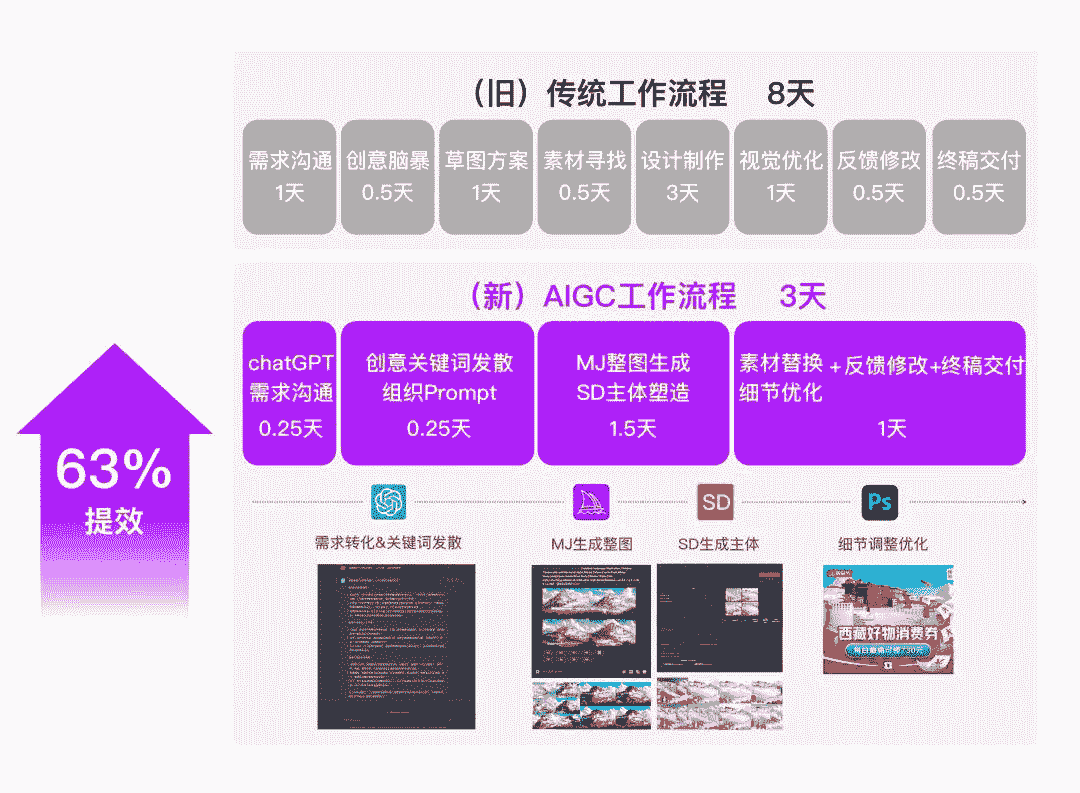 （旧）传统工作流程 8天
需求沟通
1天
创意脑暴
0.5天
草图方案
1天
素材寻找
0.5天
设计制作
3天
视觉优化
1天
反馈修改
0.5天
终稿交付
0.5天
（新）AIGC工作流程 3天
chatGPT
需求沟通
0.25天
创意关键词发散
组织Prompt
0.25天
MJ整图生成
SD主体塑造
1.5天
素材替换
细节优化
+反馈修改+终稿交付
1天
63%
提效
SD
Ps
需求转化&关键词发散
MJ生成整图
SD生成主体
细节调整优化
西藏好物消费券